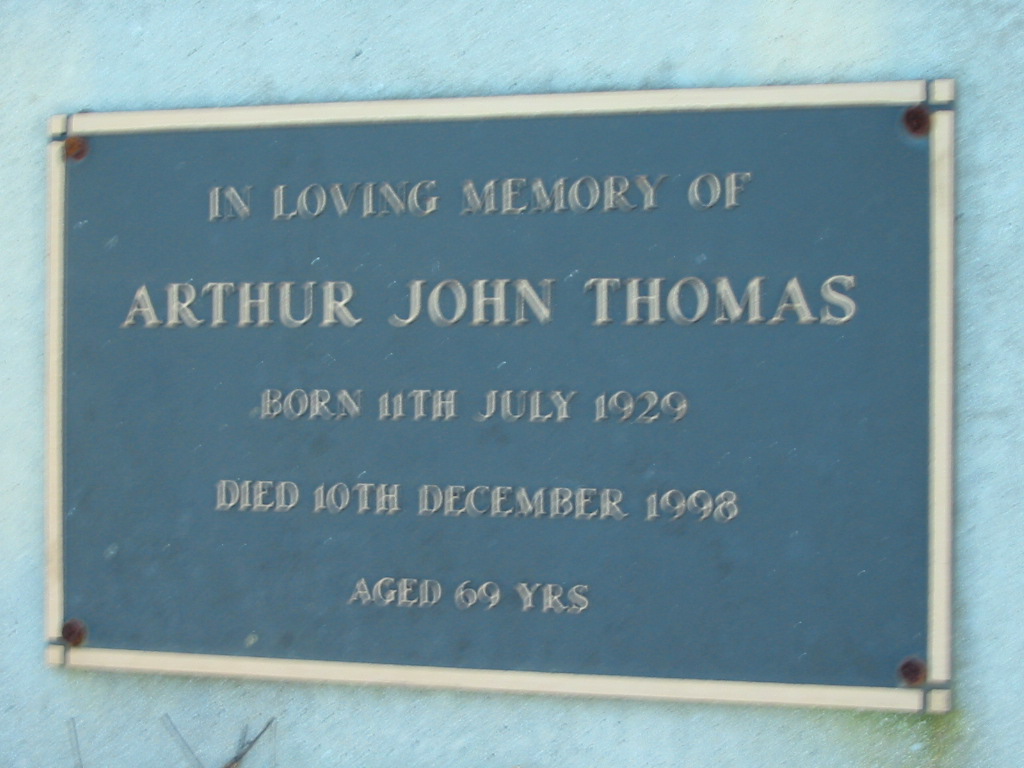 IN LOVING MEMORY OF
ARTHUR JOHN THOMAS
BORN 11TH JULY 1929
DIED 10TH DECEMBER 1998
AGED 69 YRS